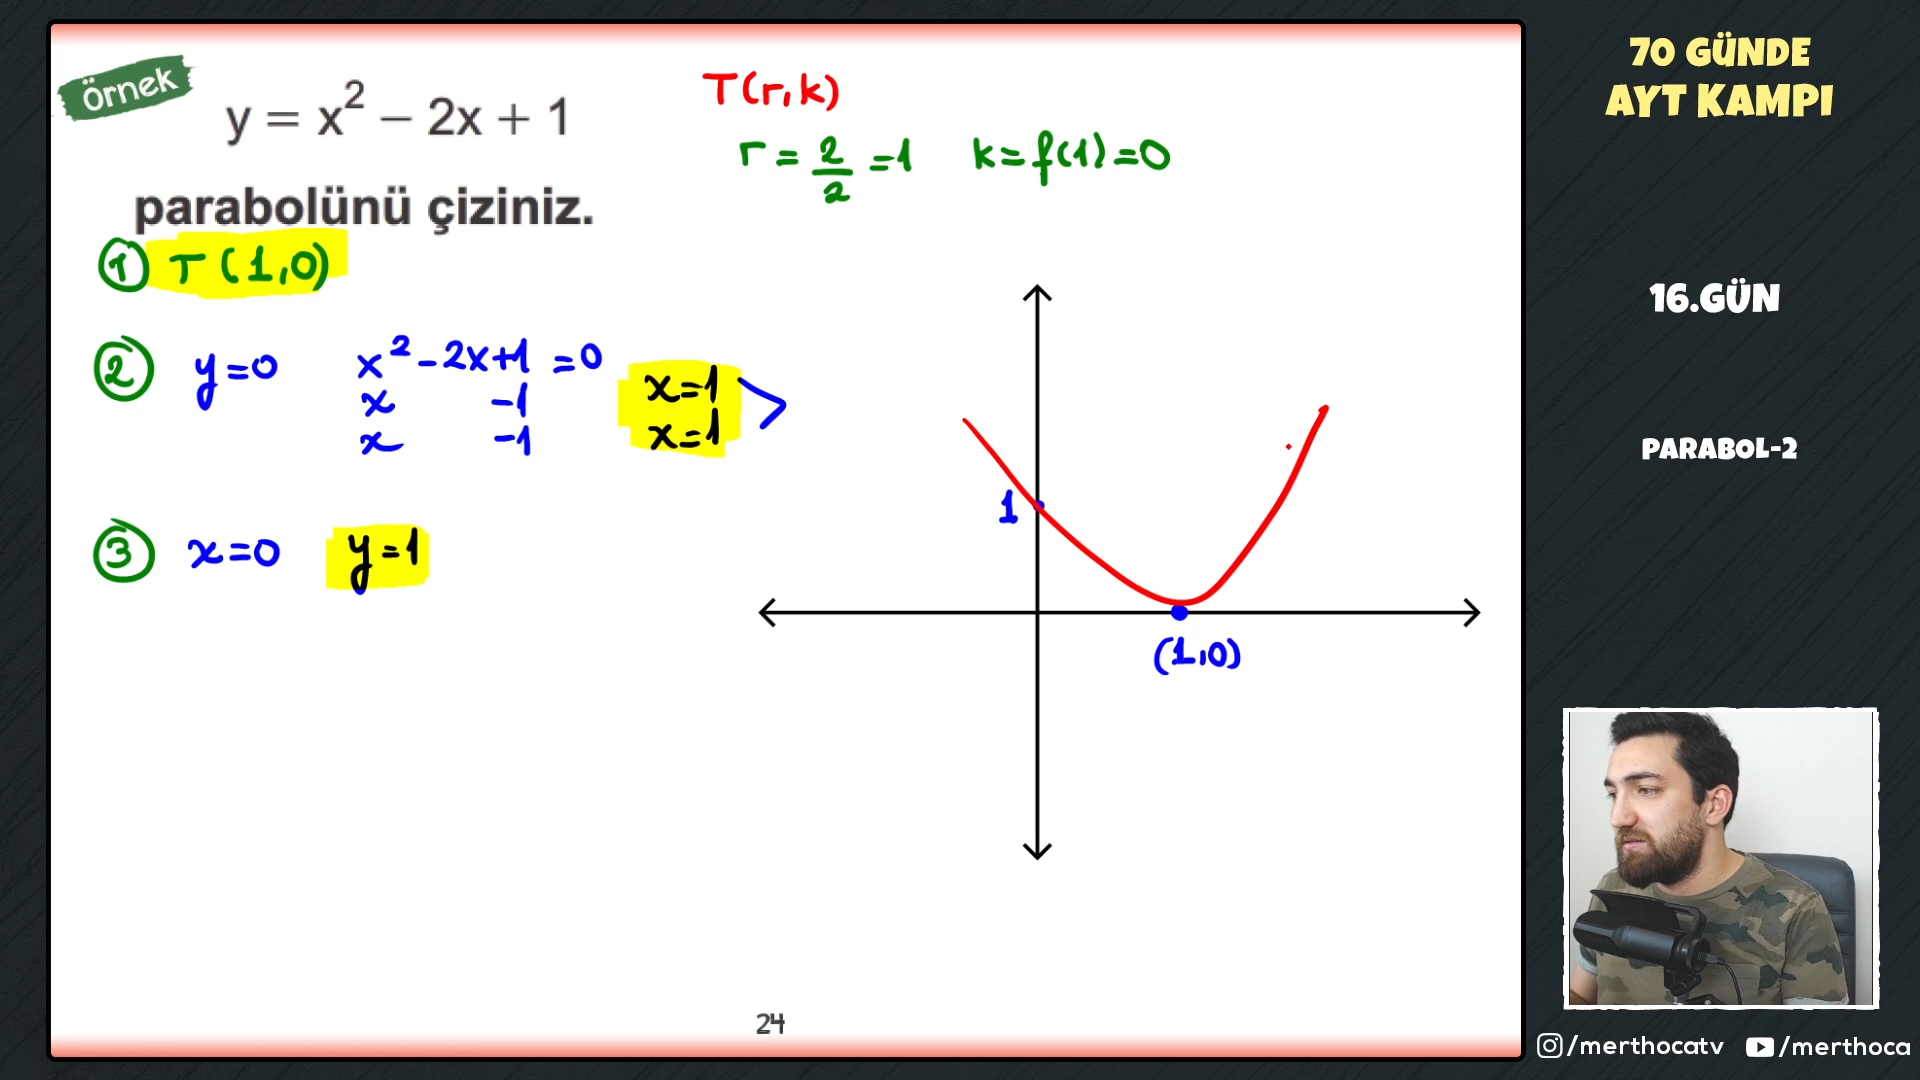 Örnek
y = x² − 2x + 1
parabolünü çiziniz.
T(r,k)
r = 2/2 = 1 k = f(1) = 0
① T(1,0)
② y=0 x² - 2x + 1 = 0
x -1
x -1
x=1
x=1
③ x=0 y=1
1
(1,0)
24
70 GÜNDE
AYT KAMPI
16.GÜN
PARABOL-2
/merthocatv /merthoca